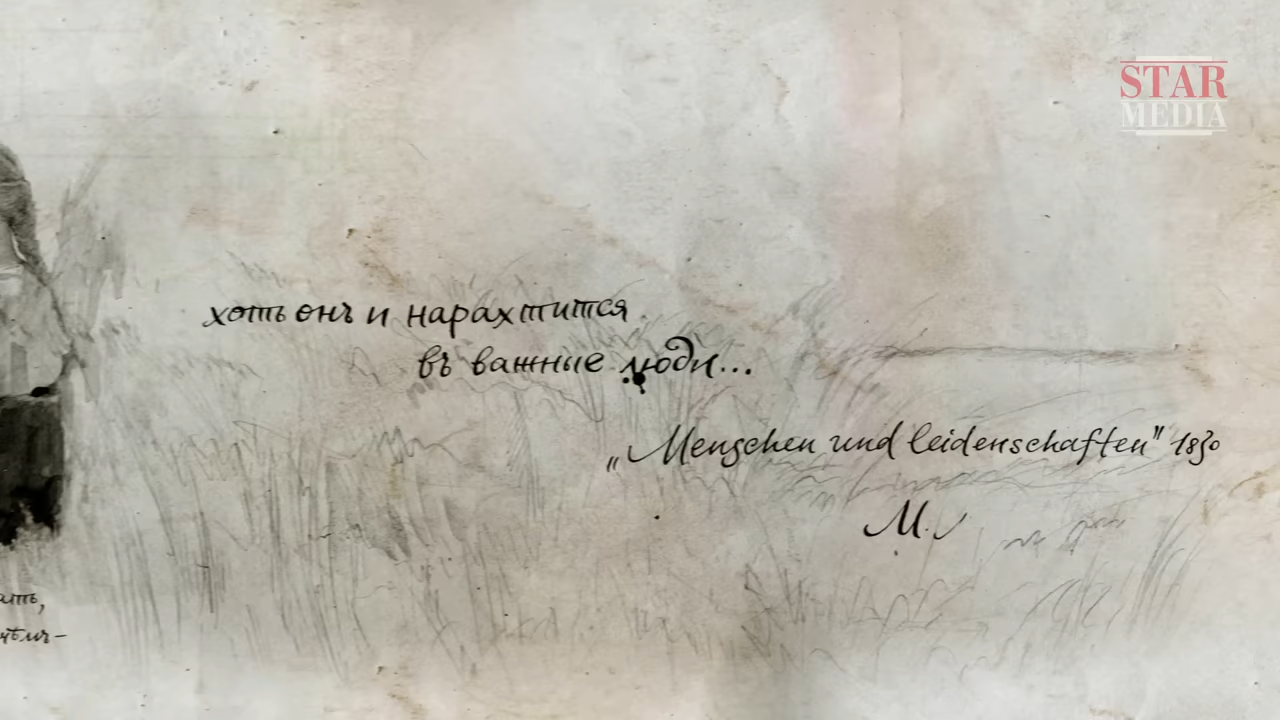 STAR
MEDIA
хоть онъ и нарахтится
въ важные люди...
„Menschen und leidenschaften" 1830
М.